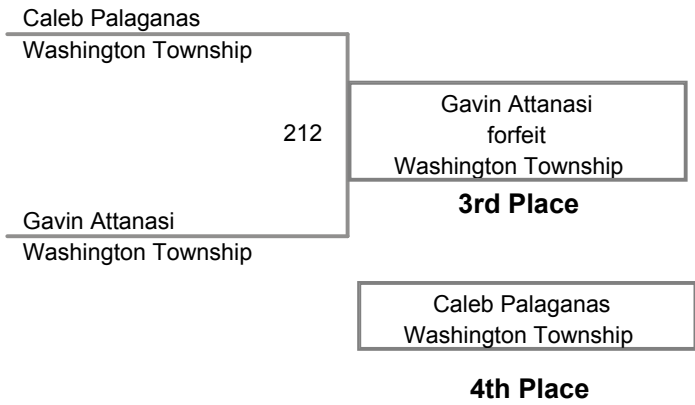 Caleb Palaganas
Washington Township
212
Gavin Attanasi
forfeit
Washington Township
3rd Place
Gavin Attanasi
Washington Township
Caleb Palaganas
Washington Township
4th Place